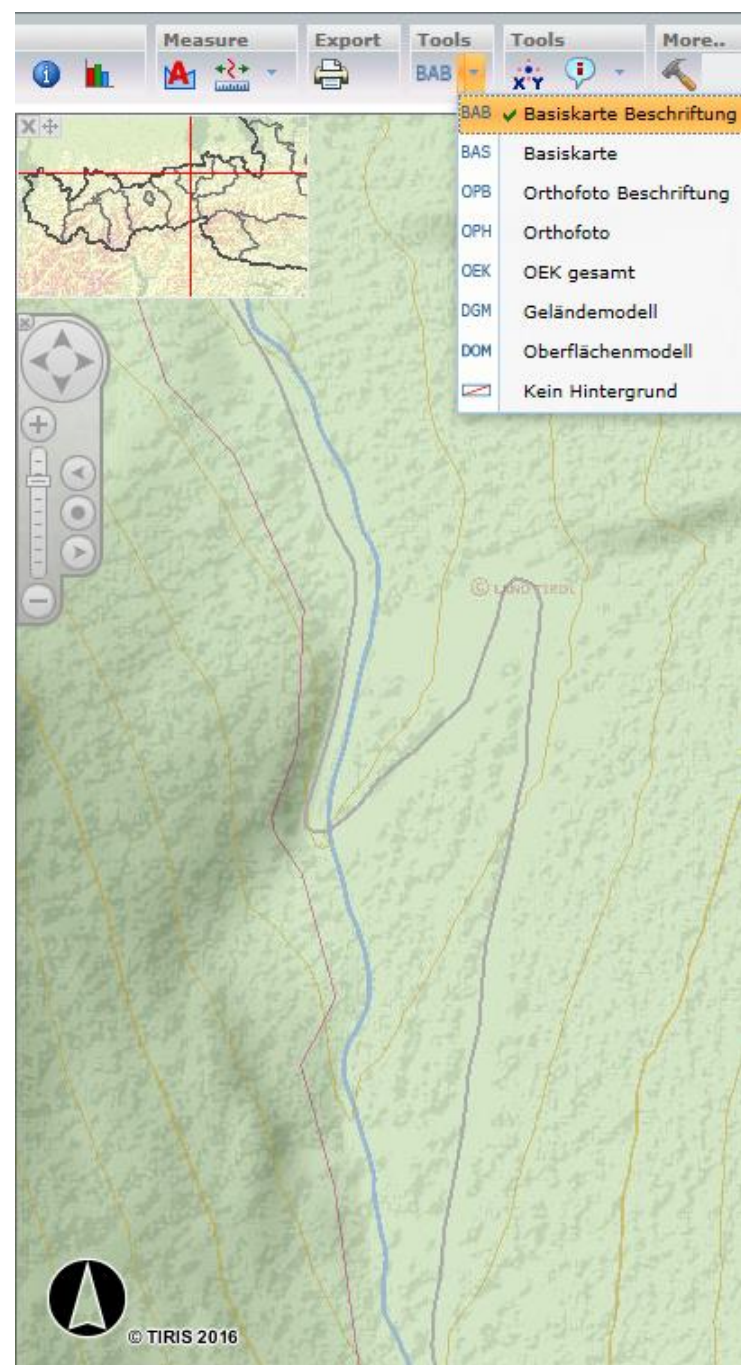 Measure Export Tools Tools More..
A BAB X Y i
BAB Basiskarte Beschriftung
BAS Basiskarte
OPB Orthofoto Beschriftung
OPH Orthofoto
OEK OEK gesamt
DGM Geländemodell
DOM Oberflächenmodell
Kein Hintergrund
© LAND TIROL
© TIRIS 2016